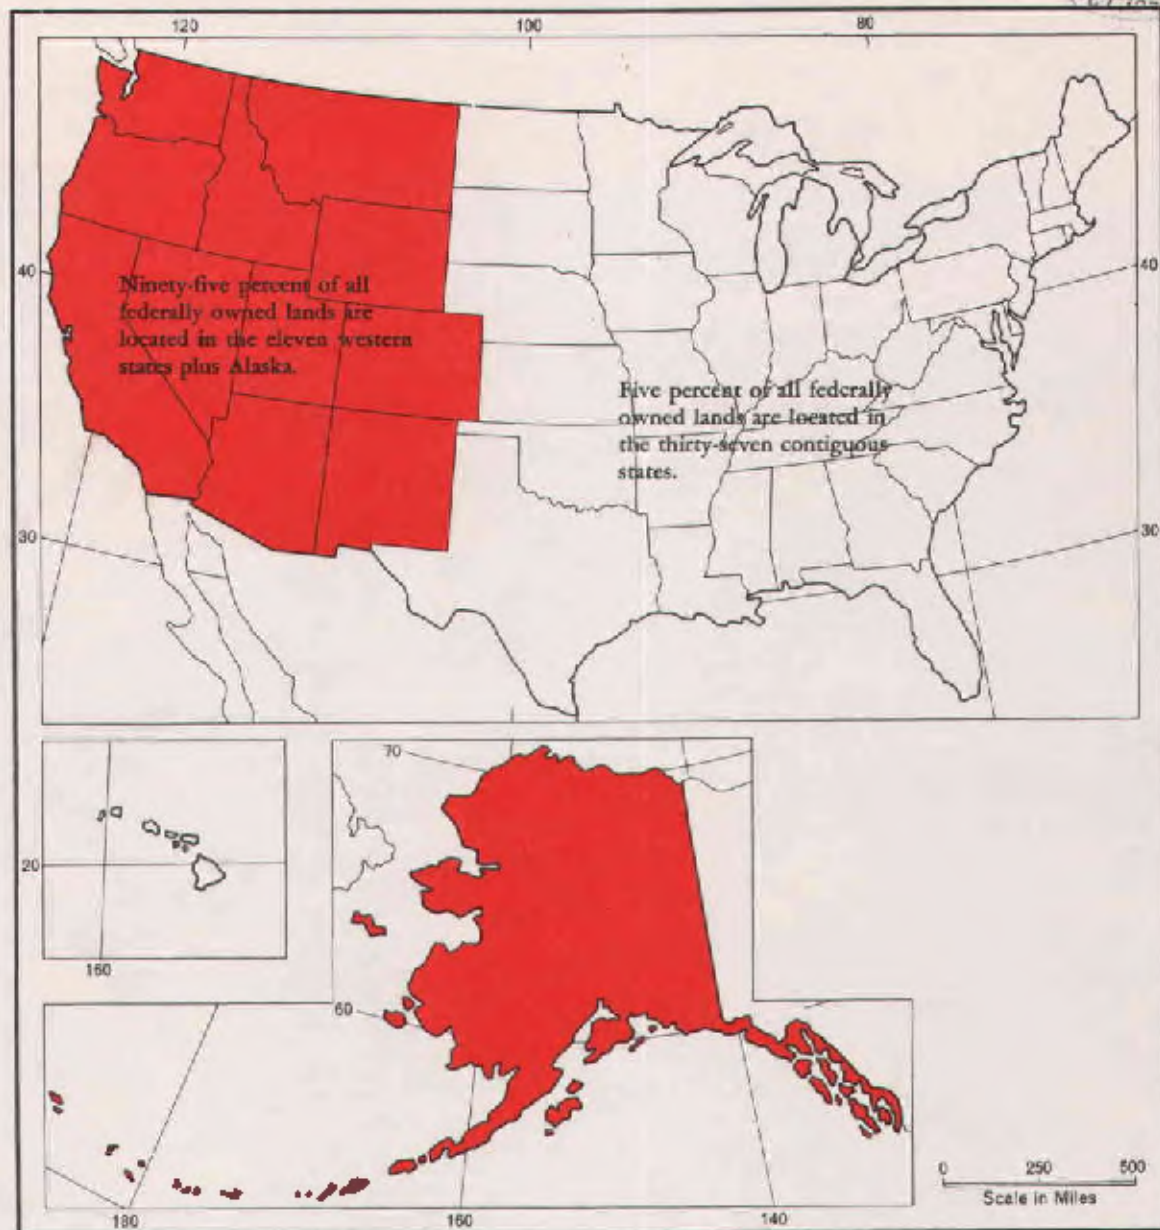 120 100 80
40 40
Ninety-five percent of all
federally owned lands are
located in the eleven western
states plus Alaska.
Five percent of all federally
owned lands are located in
the thirty-seven contiguous
states.
30 30
70
20
160
60
0 250 500
Scale in Miles
180 160 140